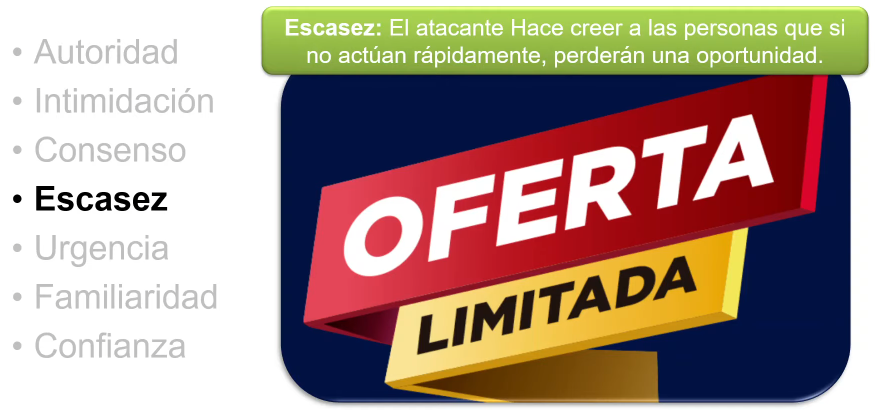 Escasez: El atacante Hace creer a las personas que si
no actúan rápidamente, perderán una oportunidad.
• Autoridad
• Intimidación
• Consenso
• Escasez
• Urgencia
• Familiaridad
• Confianza
OFERTA
LIMITADA